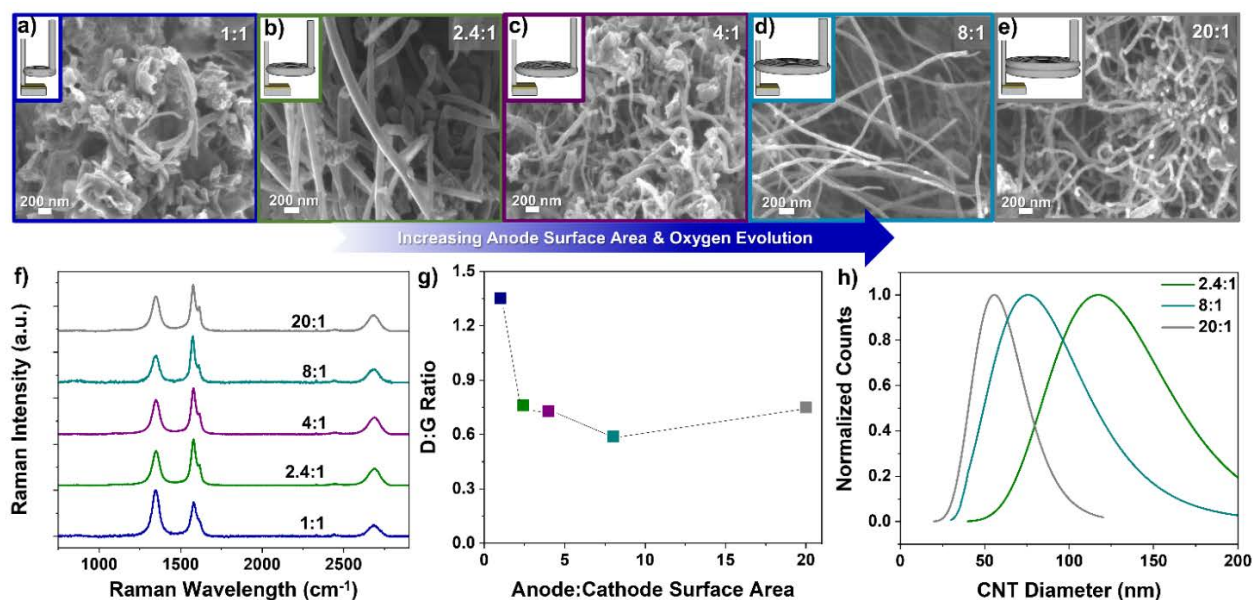 a)
1:1
200 nm
b)
2.4:1
200 nm
c)
4:1
200 nm
d)
8:1
200 nm
e)
20:1
200 nm
Increasing Anode Surface Area & Oxygen Evolution
f)
Raman Intensity (a.u.)
20:1
8:1
4:1
2.4:1
1:1
1000 1500 2000 2500
Raman Wavelength (cm⁻¹)
g)
D:G Ratio
1.5
1.2
0.9
0.6
0.3
0.0
0 5 10 15 20
Anode:Cathode Surface Area
h)
Normalized Counts
1.0
0.8
0.6
0.4
0.2
0.0
2.4:1
8:1
20:1
0 50 100 150 200
CNT Diameter (nm)